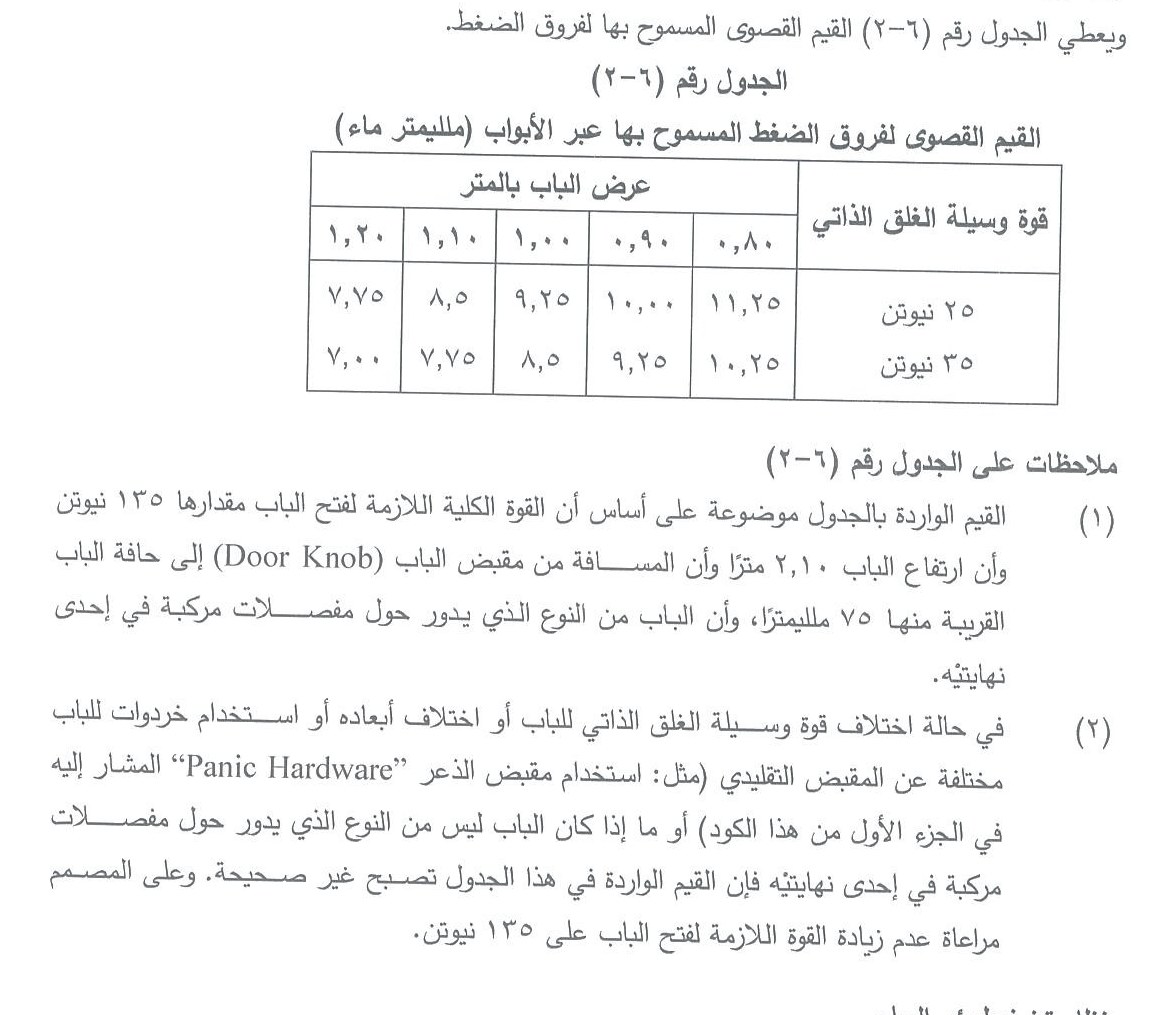 ويعطي الجدول رقم (٦-٢) القيم القصوى المسموح بها لفروق الضغط.
الجدول رقم (٦-٢)
القيم القصوى لفروق الضغط المسموح بها عبر الأبواب (ملليمتر ماء)
قوة وسيلة الغلق الذاتي
عرض الباب بالمتر
٠,٨٠ ٠,٩٠ ١,٠٠ ١,١٠ ١,٢٠
٢٥ نيوتن ١١,٢٥ ١٠,٠٠ ٩,٢٥ ٨,٥ ٧,٧٥
٣٥ نيوتن ١٠,٢٥ ٩,٢٥ ٨,٥ ٧,٧٥ ٧,٠٠
ملاحظات على الجدول رقم (٦-٢)
(١) القيم الواردة بالجدول موضوعة على أساس أن القوة الكلية اللازمة لفتح الباب مقدارها ١٣٥ نيوتن
وأن ارتفاع الباب ٢,١٠ مترًا وأن المسافة من مقبض الباب (Door Knob) إلى حافة الباب
القريبة منها ٧٥ ملليمترًا، وأن الباب من النوع الذي يدور حول مفصلات مركبة في إحدى
نهايتيْه.
(٢) في حالة اختلاف قوة وسيلة الغلق الذاتي للباب أو اختلاف أبعاده أو استخدام خردوات للباب
مختلفة عن المقبض التقليدي (مثل: استخدام مقبض الذعر “Panic Hardware” المشار إليه
في الجزء الأول من هذا الكود) أو ما إذا كان الباب ليس من النوع الذي يدور حول مفصلات
مركبة في إحدى نهايتيْه فإن القيم الواردة في هذا الجدول تصبح غير صحيحة. وعلى المصمم
مراعاة عدم زيادة القوة اللازمة لفتح الباب على ١٣٥ نيوتن.